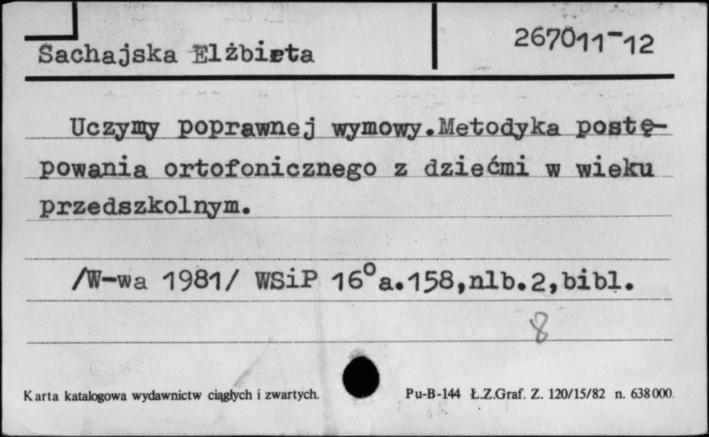 Sachajska Elżbieta
267011-12
Uczymy poprawnej wymowy.Metodyka postę-
powania ortofonicznego z dziećmi w wieku
przedszkolnym.
/W-wa 1981/ WSiP 16° a.158,nlb.2,bibl.
8
Karta katalogowa wydawnictw ciągłych i zwartych.
Pu-B-144 Ł.Z.Graf. Z. 120/15/82 n. 638000.